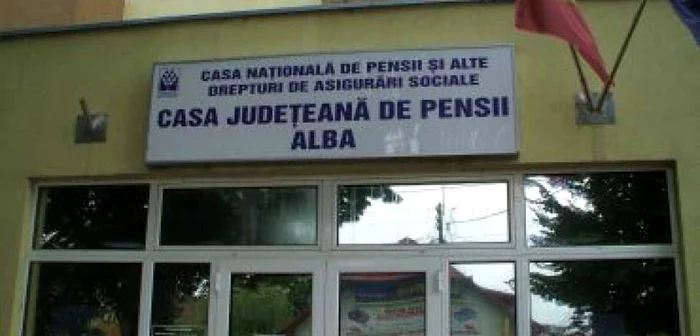 CASA NAȚIONALĂ DE PENSII ȘI ALTE
DREPTURI DE ASIGURĂRI SOCIALE
CASA JUDEȚEANĂ DE PENSII
ALBA